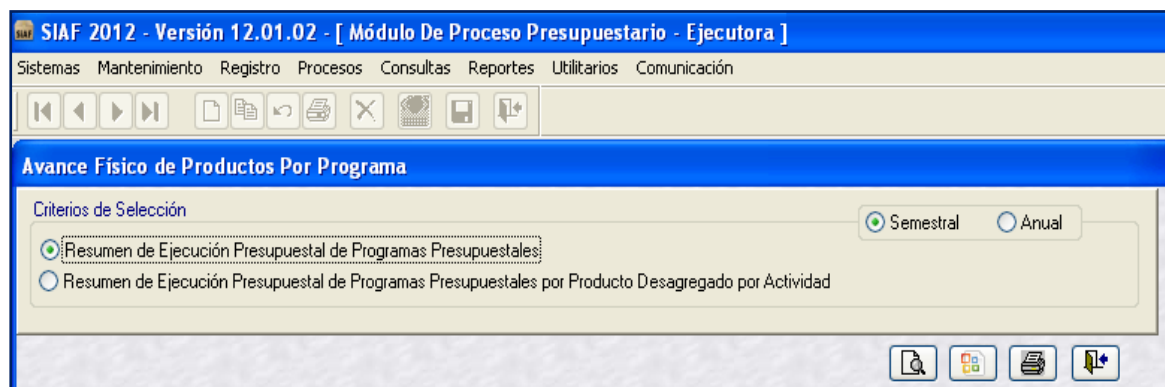 SIAF 2012 - Versión 12.01.02 - [ Módulo De Proceso Presupuestario - Ejecutora ]
Sistemas Mantenimiento Registro Procesos Consultas Reportes Utilitarios Comunicación
Avance Físico de Productos Por Programa
Criterios de Selección
Semestral Anual
Resumen de Ejecución Presupuestal de Programas Presupuestales
Resumen de Ejecución Presupuestal de Programas Presupuestales por Producto Desagregado por Actividad